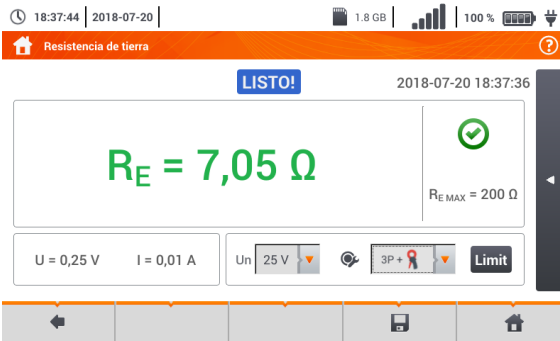 18:37:44 2018-07-20 1.8 GB 100 %
Resistencia de tierra ?
LISTO! 2018-07-20 18:37:36
RE = 7,05 Ω
RE MAX = 200 Ω
U = 0,25 V I = 0,01 A Un 25 V 3P + Limit